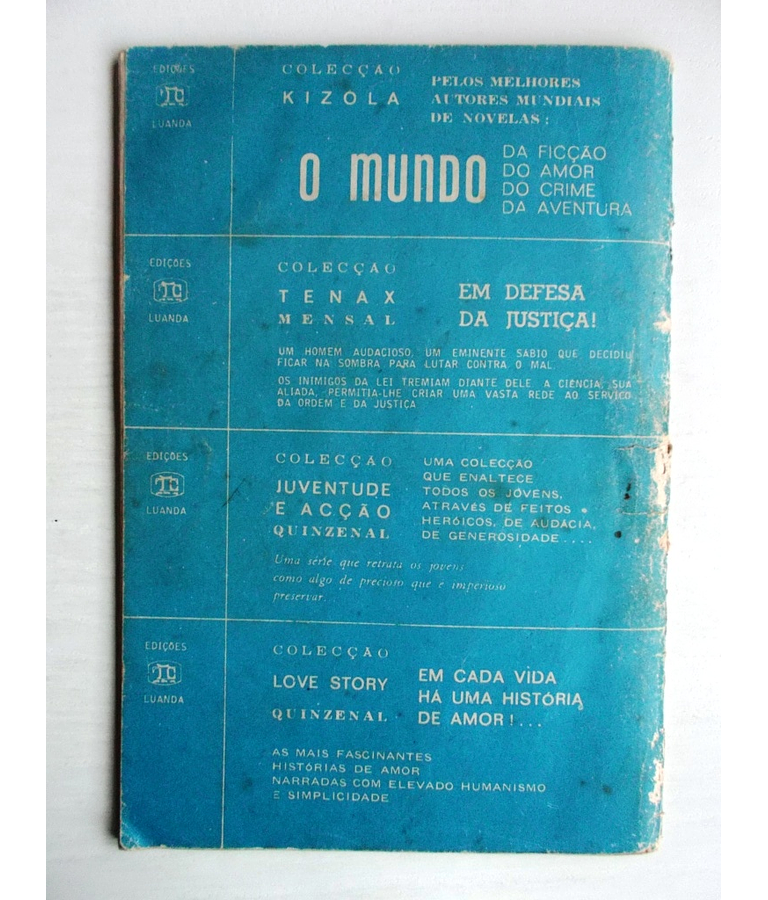 EDIÇÕES
LUANDA
COLECÇÃO
KIZOLA
PELOS MELHORES
AUTORES MUNDIAIS
DE NOVELAS :
O MUNDO
DA FICÇÃO
DO AMOR
DO CRIME
DA AVENTURA
EDIÇÕES
LUANDA
COLECÇÃO
TENAX
MENSAL
EM DEFESA
DA JUSTIÇA!
UM HOMEM AUDACIOSO, UM EMINENTE SABIO QUE DECIDIU
FICAR NA SOMBRA, PARA LUTAR CONTRA O MAL.
OS INIMIGOS DA LEI TREMIAM DIANTE DELE A CIENCIA, SUA
ALIADA, PERMITIA-LHE CRIAR UMA VASTA REDE AO SERVIÇO
DA ORDEM E DA JUSTIÇA
EDIÇÕES
LUANDA
COLECÇÃO
JUVENTUDE
E ACÇÃO
QUINZENAL
UMA COLECÇÃO
QUE ENALTECE
TODOS OS JOVENS,
ATRAVÉS DE FEITOS
HERÓICOS, DE AUDÁCIA,
DE GENEROSIDADE....
Uma série que retrata os jovens
como algo de precioso que e imperioso
preservar...
EDIÇÕES
LUANDA
COLECÇÃO
LOVE STORY
QUINZENAL
EM CADA VIDA
HÁ UMA HISTÓRIA
DE AMOR!...
AS MAIS FASCINANTES
HISTÓRIAS DE AMOR
NARRADAS COM ELEVADO HUMANISMO
E SIMPLICIDADE